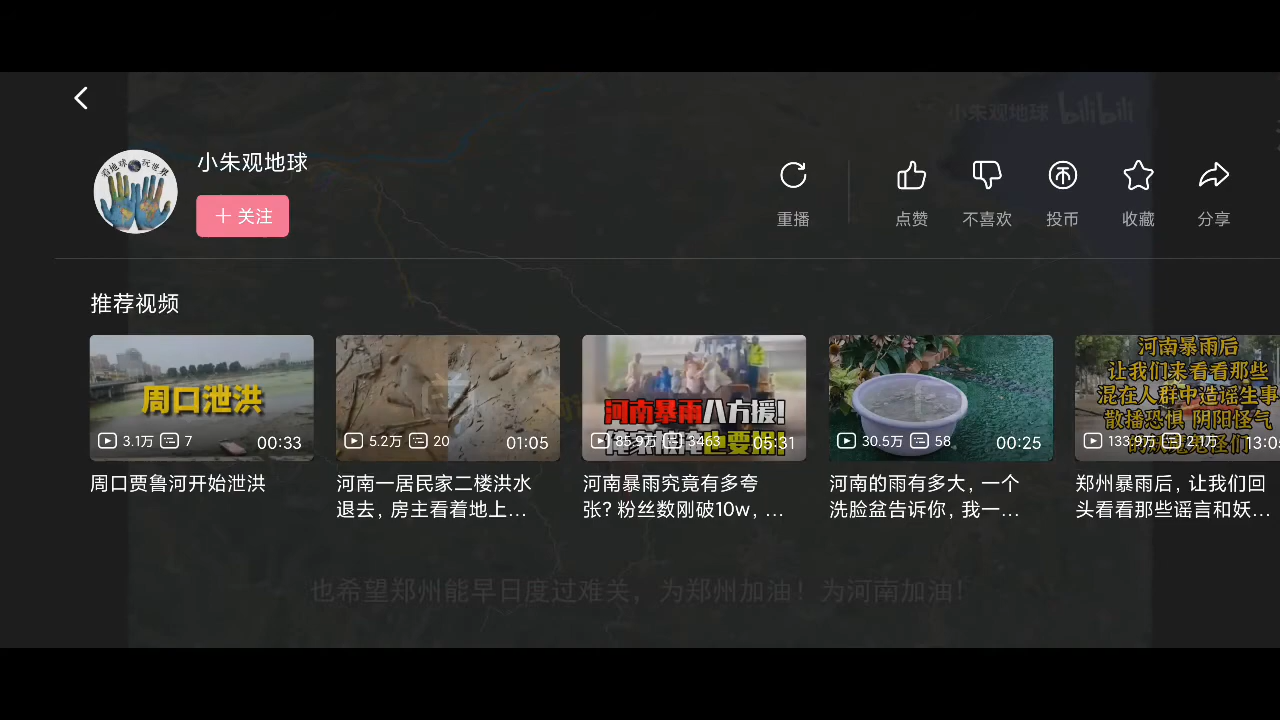 小朱观地球 bilibili
看地球 玩世界
小朱观地球
关注
重播
点赞
不喜欢
投币
收藏
分享
推荐视频
周口泄洪
3.1万 7 00:33
周口贾鲁河开始泄洪
5.2万 20 01:05
河南一居民家二楼洪水
退去，房主看着地上...
河南暴雨八方援!
85.9万 3463 05:31
河南暴雨究竟有多夸
张? 粉丝数刚破10w，...
30.5万 58 00:25
河南的雨有多大，一个
洗脸盆告诉你，我一...
河南暴雨后
让我们来看看那些
混在人群中造谣生事
散播恐惧 阴阳怪气
133.9万 2.1万
郑州暴雨后，让我们回
头看看那些谣言和妖...
也希望郑州能早日度过难关，为郑州加油！为河南加油！